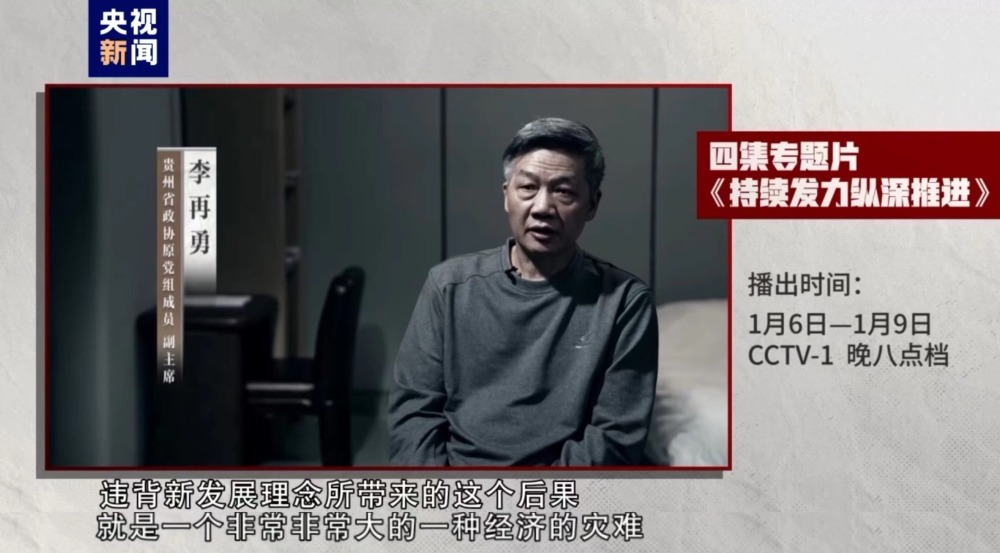 央视
新闻
李再勇
贵州省政协原党组成员 副主席
四集专题片
《持续发力纵深推进》
播出时间：
1月6日—1月9日
CCTV-1 晚八点档
违背新发展理念所带来的这个后果
就是一个非常非常大的一种经济的灾难